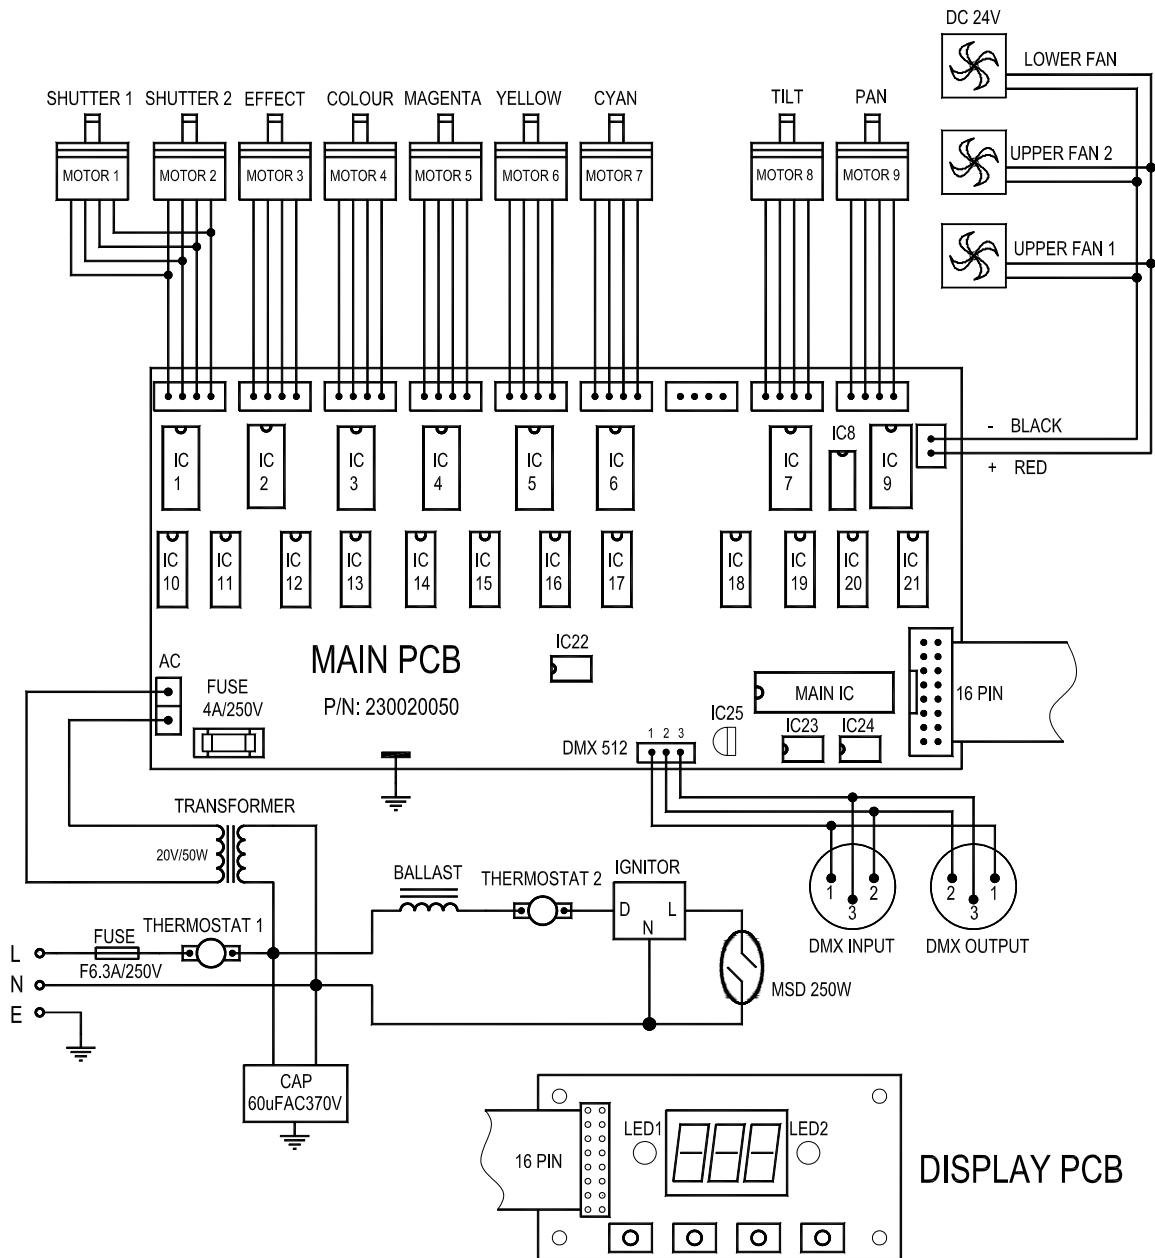 DC 24V
LOWER FAN
SHUTTER 1 SHUTTER 2 EFFECT COLOUR MAGENTA YELLOW CYAN TILT PAN
UPPER FAN 2
MOTOR 1 MOTOR 2 MOTOR 3 MOTOR 4 MOTOR 5 MOTOR 6 MOTOR 7 MOTOR 8 MOTOR 9
UPPER FAN 1
- BLACK
+ RED
IC8
IC 1
IC 2
IC 3
IC 4
IC 5
IC 6
IC 7
IC 9
IC 10
IC 11
IC 12
IC 13
IC 14
IC 15
IC 16
IC 17
IC 18
IC 19
IC 20
IC 21
IC22
MAIN PCB
P/N: 230020050
AC
FUSE
4A/250V
MAIN IC
16 PIN
IC25
IC23
IC24
DMX 512
1 2 3
TRANSFORMER
20V/50W
BALLAST
THERMOSTAT 2
IGNITOR
D
L
N
1
2
3
2
1
3
DMX INPUT
DMX OUTPUT
THERMOSTAT 1
FUSE
F6.3A/250V
L
N
E
MSD 250W
CAP
60uFAC370V
LED1
LED2
16 PIN
DISPLAY PCB